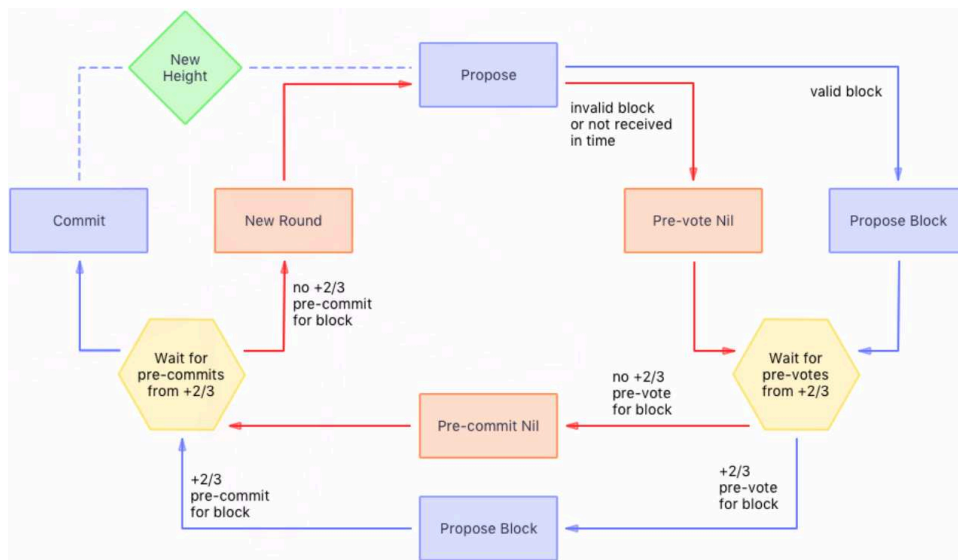 New
Height
Propose
valid block
invalid block
or not received
in time
Commit
New Round
Pre-vote Nil
Propose Block
no +2/3
pre-commit
for block
Wait for
pre-commits
from +2/3
Wait for
pre-votes
from +2/3
no +2/3
pre-vote
for block
Pre-commit Nil
+2/3
pre-commit
for block
+2/3
pre-vote
for block
Propose Block